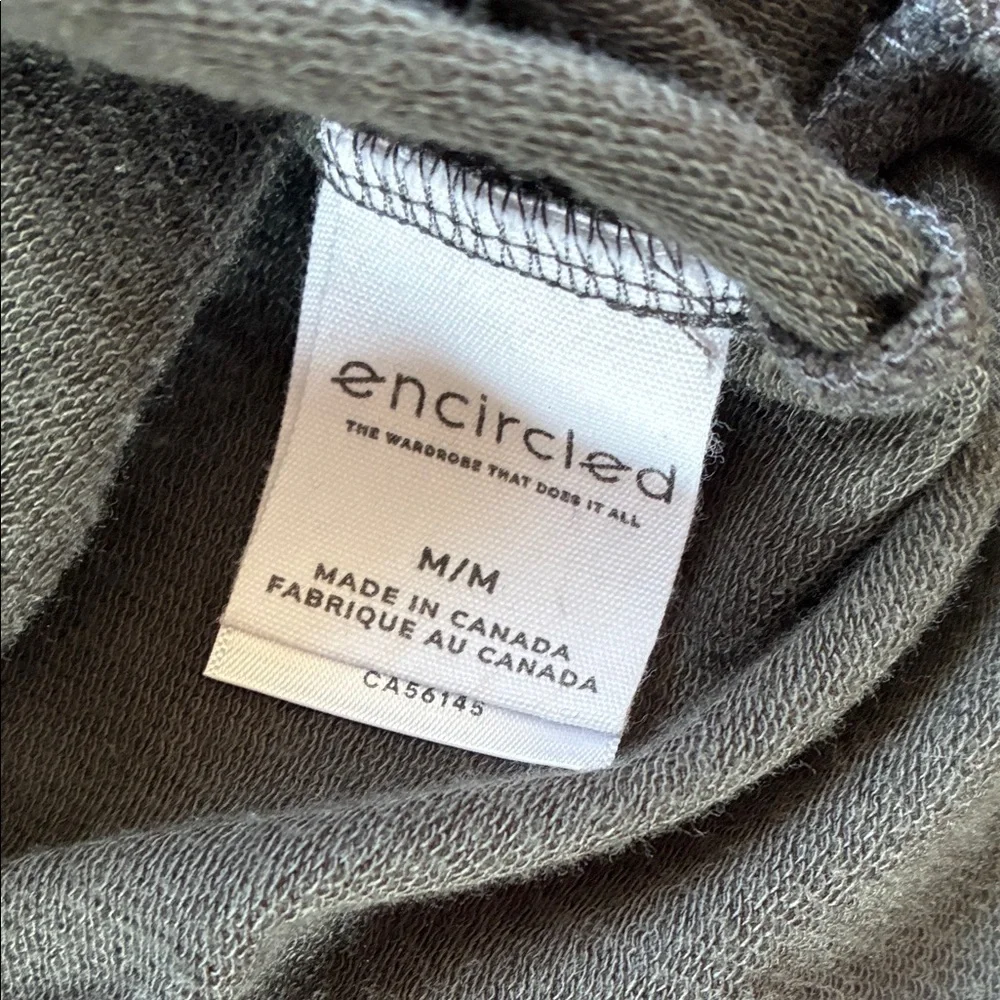 encircled
THE WARDROBE THAT DOES IT ALL
M/M
MADE IN CANADA
FABRIQUE AU CANADA
CA56145